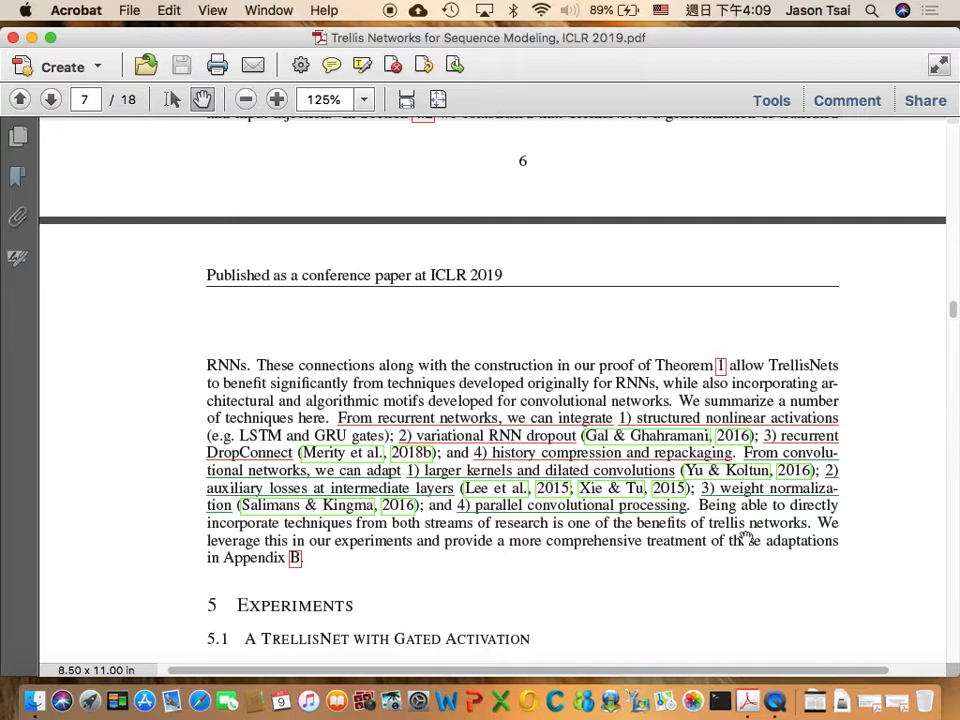 Acrobat File Edit View Window Help 89% 週日 下午4:09 Jason Tsai
Trellis Networks for Sequence Modeling, ICLR 2019.pdf
Create
7 / 18 125% Tools Comment Share
6
Published as a conference paper at ICLR 2019
RNNs. These connections along with the construction in our proof of Theorem 1 allow TrellisNets
to benefit significantly from techniques developed originally for RNNs, while also incorporating ar-
chitectural and algorithmic motifs developed for convolutional networks. We summarize a number
of techniques here. From recurrent networks, we can integrate 1) structured nonlinear activations
(e.g. LSTM and GRU gates); 2) variational RNN dropout (Gal & Ghahramani, 2016); 3) recurrent
DropConnect (Merity et al., 2018b); and 4) history compression and repackaging. From convolu-
tional networks, we can adapt 1) larger kernels and dilated convolutions (Yu & Koltun, 2016); 2)
auxiliary losses at intermediate layers (Lee et al., 2015; Xie & Tu, 2015); 3) weight normaliza-
tion (Salimans & Kingma, 2016); and 4) parallel convolutional processing. Being able to directly
incorporate techniques from both streams of research is one of the benefits of trellis networks. We
leverage this in our experiments and provide a more comprehensive treatment of these adaptations
in Appendix B.
5 EXPERIMENTS
5.1 A TRELLISNET WITH GATED ACTIVATION
8.50 x 11.00 in